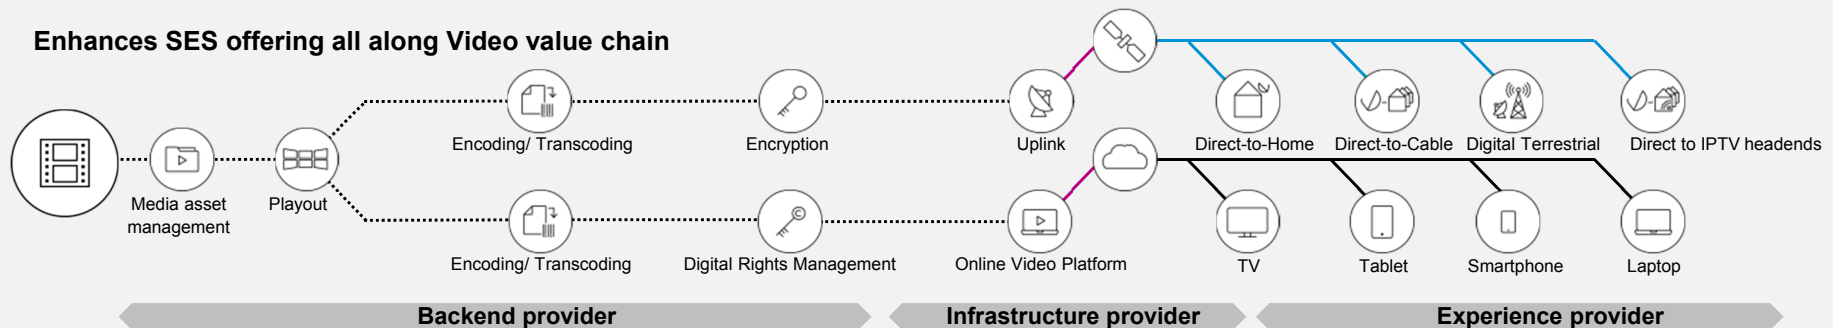 Enhances SES offering all along Video value chain
Encoding/ Transcoding
Encryption
Uplink
Direct-to-Home
Direct-to-Cable
Digital Terrestrial
Direct to IPTV headends
Media asset
management
Playout
Encoding/ Transcoding
Digital Rights Management
Online Video Platform
TV
Tablet
Smartphone
Laptop
Backend provider
Infrastructure provider
Experience provider